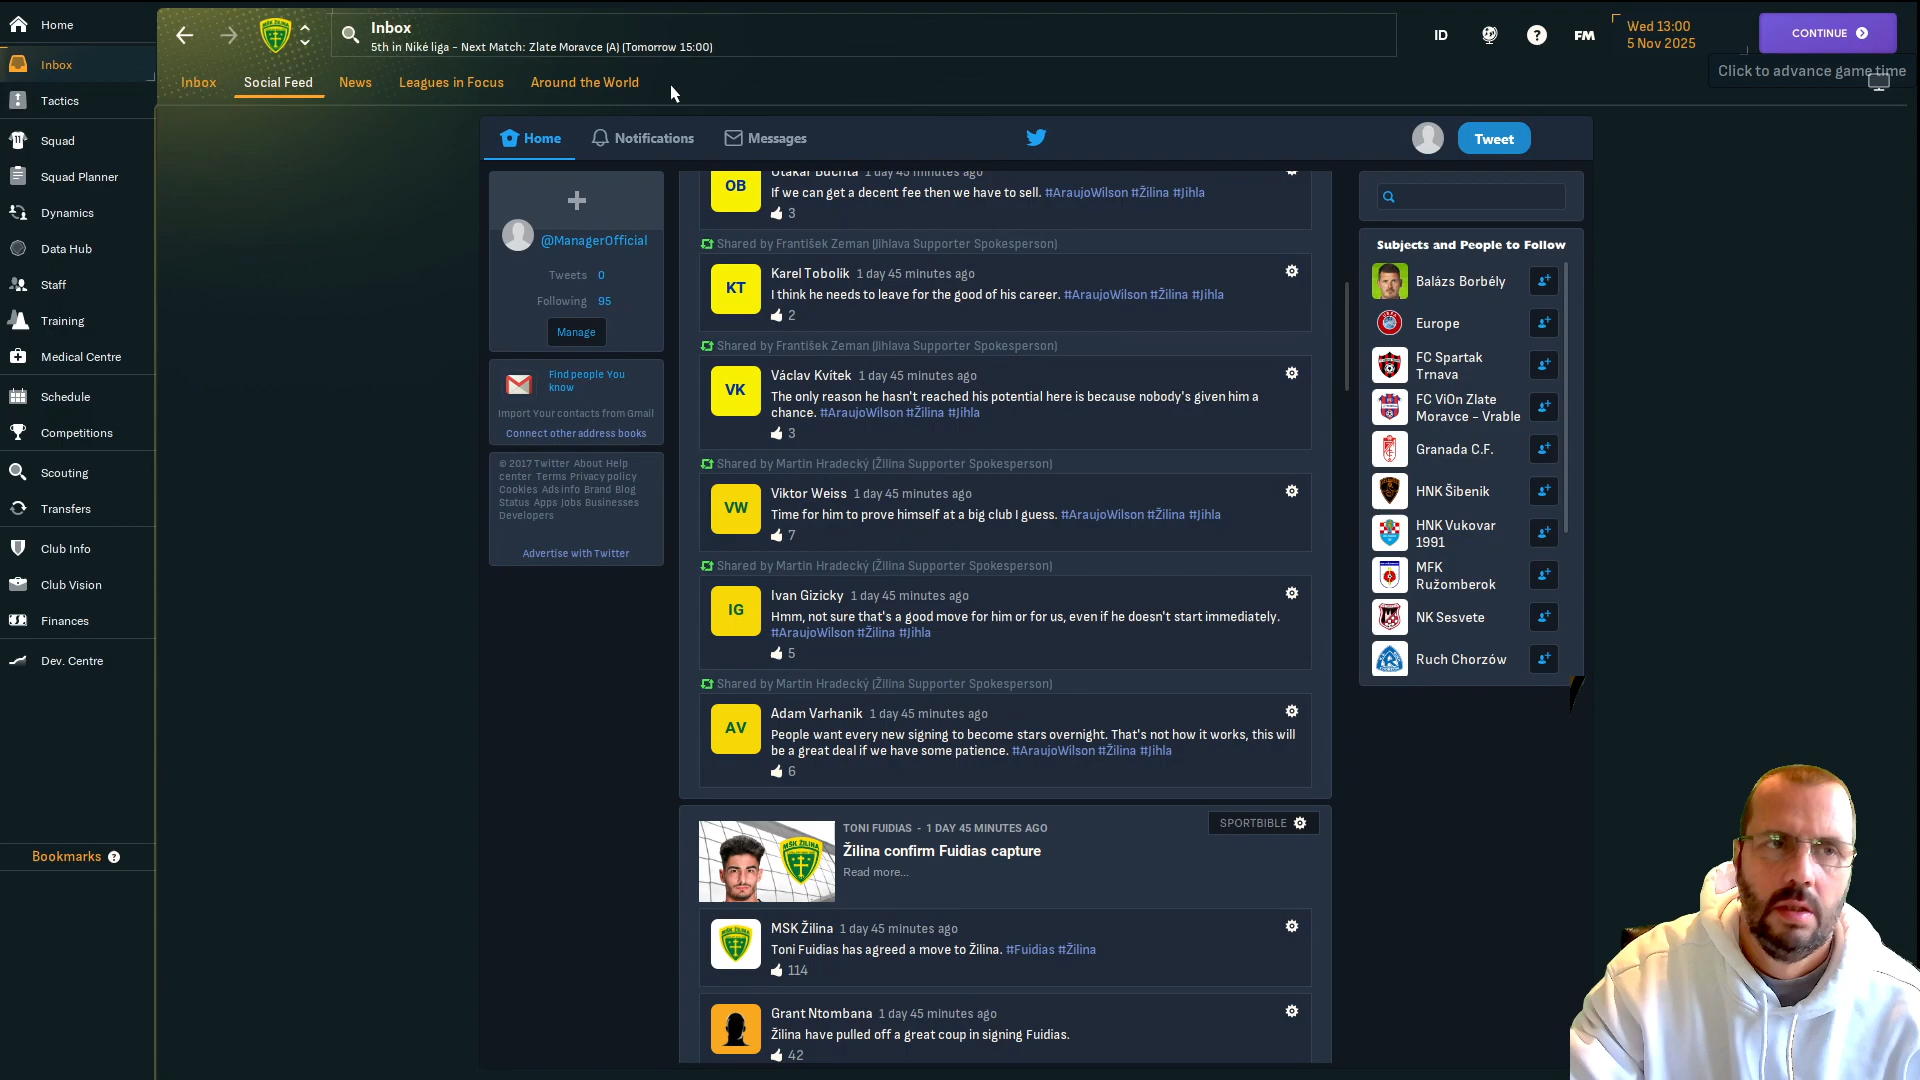 Home
Inbox
Tactics
Squad
Squad Planner
Dynamics
Data Hub
Staff
Training
Medical Centre
Schedule
Competitions
Scouting
Transfers
Club Info
Club Vision
Finances
Dev. Centre
Bookmarks ?
Inbox
5th in Niké liga - Next Match: Zlate Moravce (A) (Tomorrow 15:00)
ID
?
FM
Wed 13:00
5 Nov 2025
CONTINUE
Click to advance game time
Inbox
Social Feed
News
Leagues in Focus
Around the World
Home
Notifications
Messages
Tweet
@ManagerOfficial
Tweets 0
Following 95
Manage
Find people You
know
Import Your contacts from Gmail
Connect other address books
© 2017 Twitter About Help
center Terms Privacy policy
Cookies Ads info Brand Blog
Status Apps Jobs Businesses
Developers
Advertise with Twitter
OB
Otakar Buchta 1 day 45 minutes ago
If we can get a decent fee then we have to sell. #AraujoWilson #Žilina #Jihla
3
Shared by František Zeman (Jihlava Supporter Spokesperson)
KT
Karel Tobolík 1 day 45 minutes ago
I think he needs to leave for the good of his career. #AraujoWilson #Žilina #Jihla
2
Shared by František Zeman (Jihlava Supporter Spokesperson)
VK
Václav Kvítek 1 day 45 minutes ago
The only reason he hasn't reached his potential here is because nobody's given him a
chance. #AraujoWilson #Žilina #Jihla
3
Shared by Martin Hradecký (Žilina Supporter Spokesperson)
VW
Viktor Weiss 1 day 45 minutes ago
Time for him to prove himself at a big club I guess. #AraujoWilson #Žilina #Jihla
7
Shared by Martin Hradecký (Žilina Supporter Spokesperson)
IG
Ivan Gizicky 1 day 45 minutes ago
Hmm, not sure that's a good move for him or for us, even if he doesn't start immediately.
#AraujoWilson #Žilina #Jihla
5
Shared by Martin Hradecký (Žilina Supporter Spokesperson)
AV
Adam Varhanik 1 day 45 minutes ago
People want every new signing to become stars overnight. That's not how it works, this will
be a great deal if we have some patience. #AraujoWilson #Žilina #Jihla
6
TONI FUIDIAS - 1 DAY 45 MINUTES AGO
SPORTBIBLE
Žilina confirm Fuidias capture
Read more...
MSK Žilina 1 day 45 minutes ago
Toni Fuidias has agreed a move to Žilina. #Fuidias #Žilina
114
Grant Ntombana 1 day 45 minutes ago
Žilina have pulled off a great coup in signing Fuidias.
42
Subjects and People to Follow
Balázs Borbély
Europe
FC Spartak
Trnava
FC ViOn Zlate
Moravce - Vrable
Granada C.F.
HNK Šibenik
HNK Vukovar
1991
MFK
Ružomberok
NK Sesvete
Ruch Chorzów